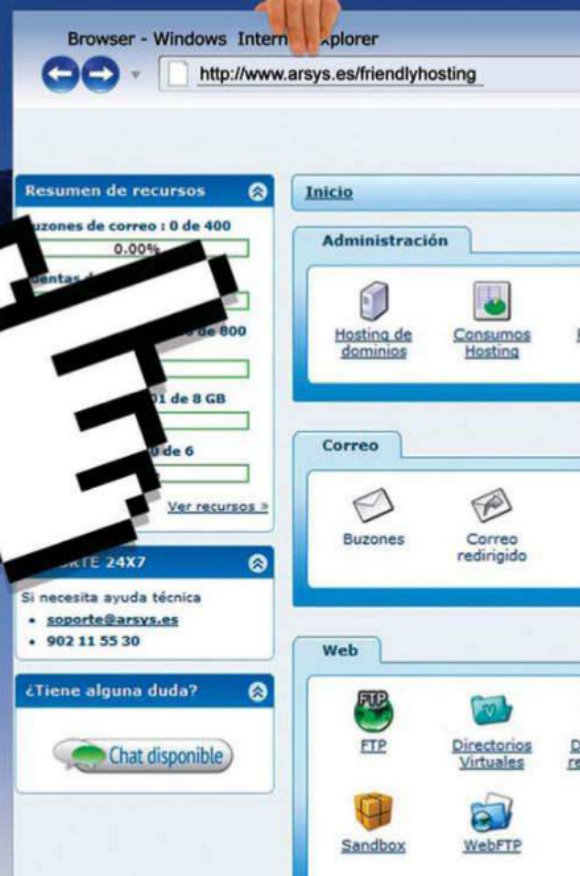 Browser - Windows Intern xplorer
http://www.arsys.es/friendlyhosting
Resumen de recursos
uzones de correo : 0 de 400
0.00%
de 800
01 de 8 GB
de 6
Ver recursos »
RTE 24X7
Si necesita ayuda técnica
• soporte@arsys.es
• 902 11 55 30
¿Tiene alguna duda?
Chat disponible
Inicio
Administración
Hosting de
dominios
Consumos
Hosting
Correo
Buzones
Correo
redirigido
Web
FTP
FTP
Directorios
Virtuales
Sandbox
WebFTP